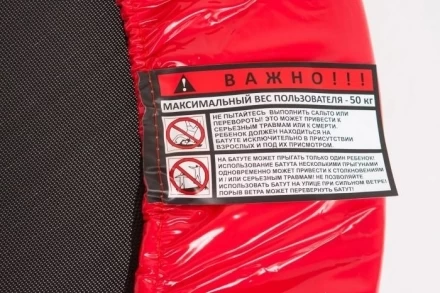 ВАЖНО!!!
МАКСИМАЛЬНЫЙ ВЕС ПОЛЬЗОВАТЕЛЯ - 50 кг
НЕ ПЫТАЙТЕСЬ ВЫПОЛНИТЬ САЛЬТО ИЛИ
ПЕРЕВОРОТЫ! ЭТО МОЖЕТ ПРИВЕСТИ К
СЕРЬЕЗНЫМ ТРАВМАМ ИЛИ К СМЕРТИ.
РЕБЕНОК ДОЛЖЕН НАХОДИТЬСЯ НА
БАТУТЕ ИСКЛЮЧИТЕЛЬНО В ПРИСУТСТВИИ
ВЗРОСЛЫХ И ПОД ИХ ПРИСМОТРОМ.
НА БАТУТЕ МОЖЕТ ПРЫГАТЬ ТОЛЬКО ОДИН РЕБЕНОК!
ИСПОЛЬЗОВАНИЕ БАТУТА НЕСКОЛЬКИМИ ПРЫГУНАМИ
ОДНОВРЕМЕННО МОЖЕТ ПРИВЕСТИ К СТОЛКНОВЕНИЯМ
И / ИЛИ СЕРЬЕЗНЫМ ТРАВМАМ! НЕ ПОЗВОЛЯЙТЕ
ИСПОЛЬЗОВАТЬ БАТУТ НА УЛИЦЕ ПРИ СИЛЬНОМ ВЕТРЕ!
ПОРЫВ ВЕТРА МОЖЕТ ПЕРЕВЕРНУТЬ БАТУТ.